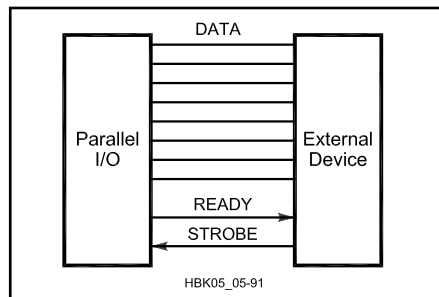 DATA
Parallel
I/O
External
Device
READY
STROBE
HBK05_05-91